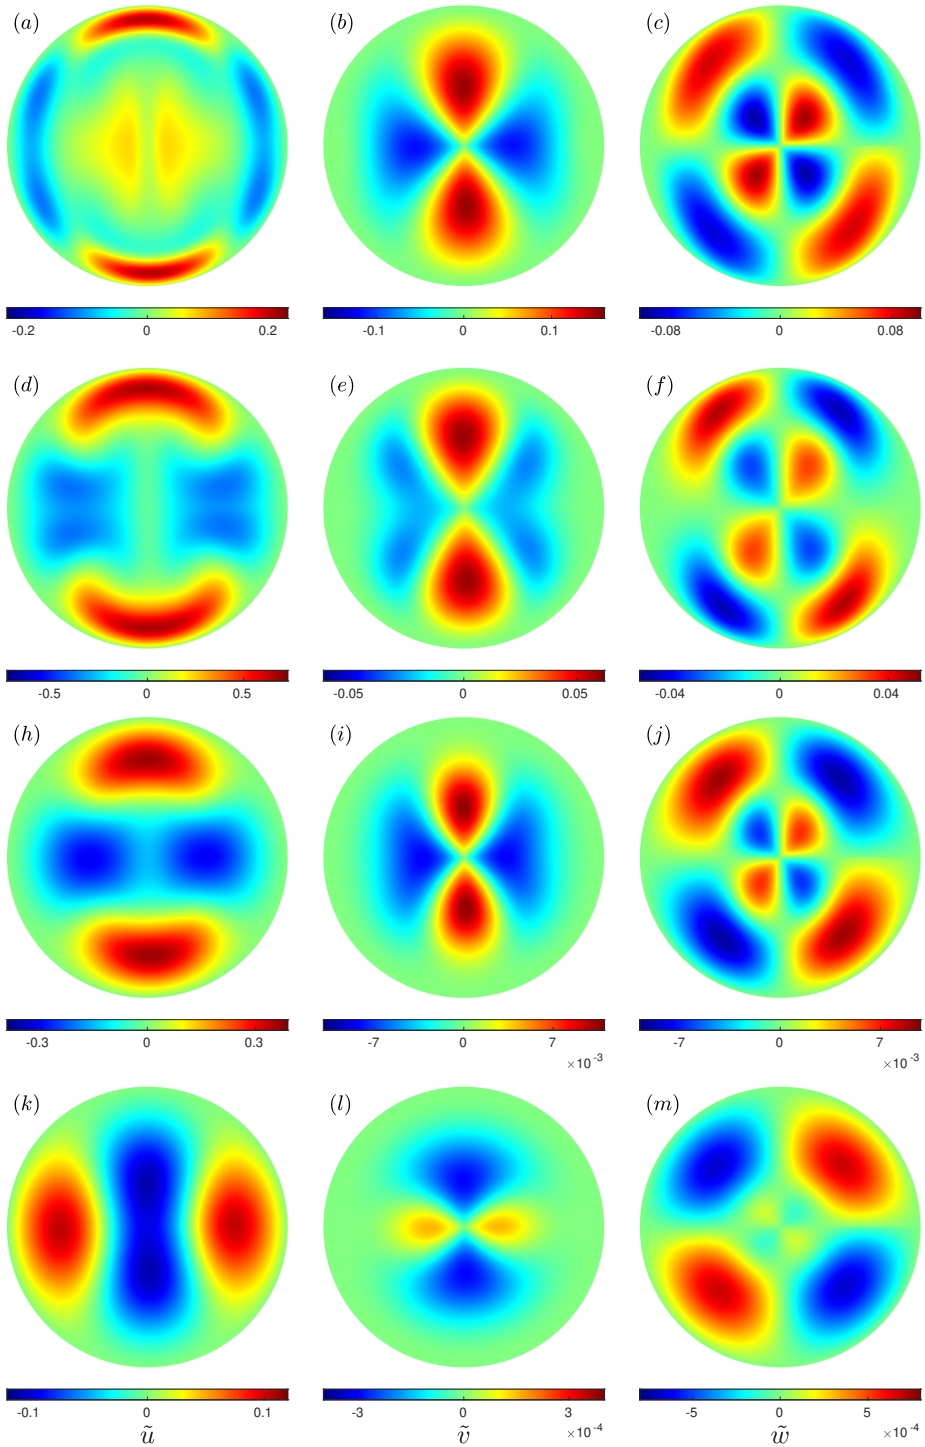 (a) (b) (c)
-0.2 0 0.2 -0.1 0 0.1 -0.08 0 0.08
(d) (e) (f)
-0.5 0 0.5 -0.05 0 0.05 -0.04 0 0.04
(h) (i) (j)
-0.3 0 0.3 -7 0 7 -7 0 7
×10⁻³ ×10⁻³
(k) (l) (m)
-0.1 0 0.1 -3 0 3 -5 0 5
ũ ṽ ×10⁻⁴ w̃ ×10⁻⁴